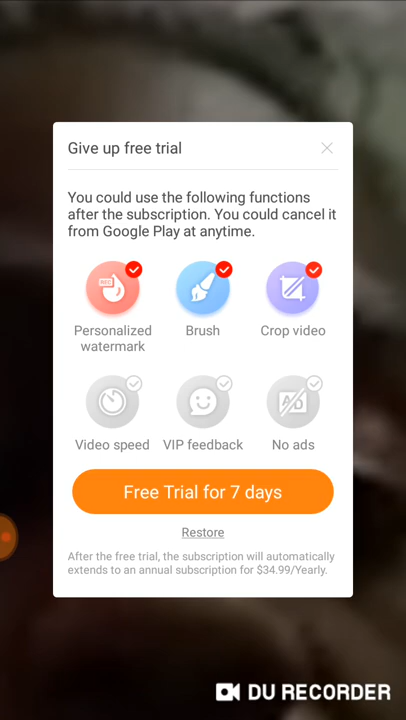 Give up free trial
You could use the following functions
after the subscription. You could cancel it
from Google Play at anytime.
REC
Personalized
watermark
Brush
Crop video
AD
Video speed
VIP feedback
No ads
Free Trial for 7 days
Restore
After the free trial, the subscription will automatically
extends to an annual subscription for $34.99/Yearly.
DU RECORDER